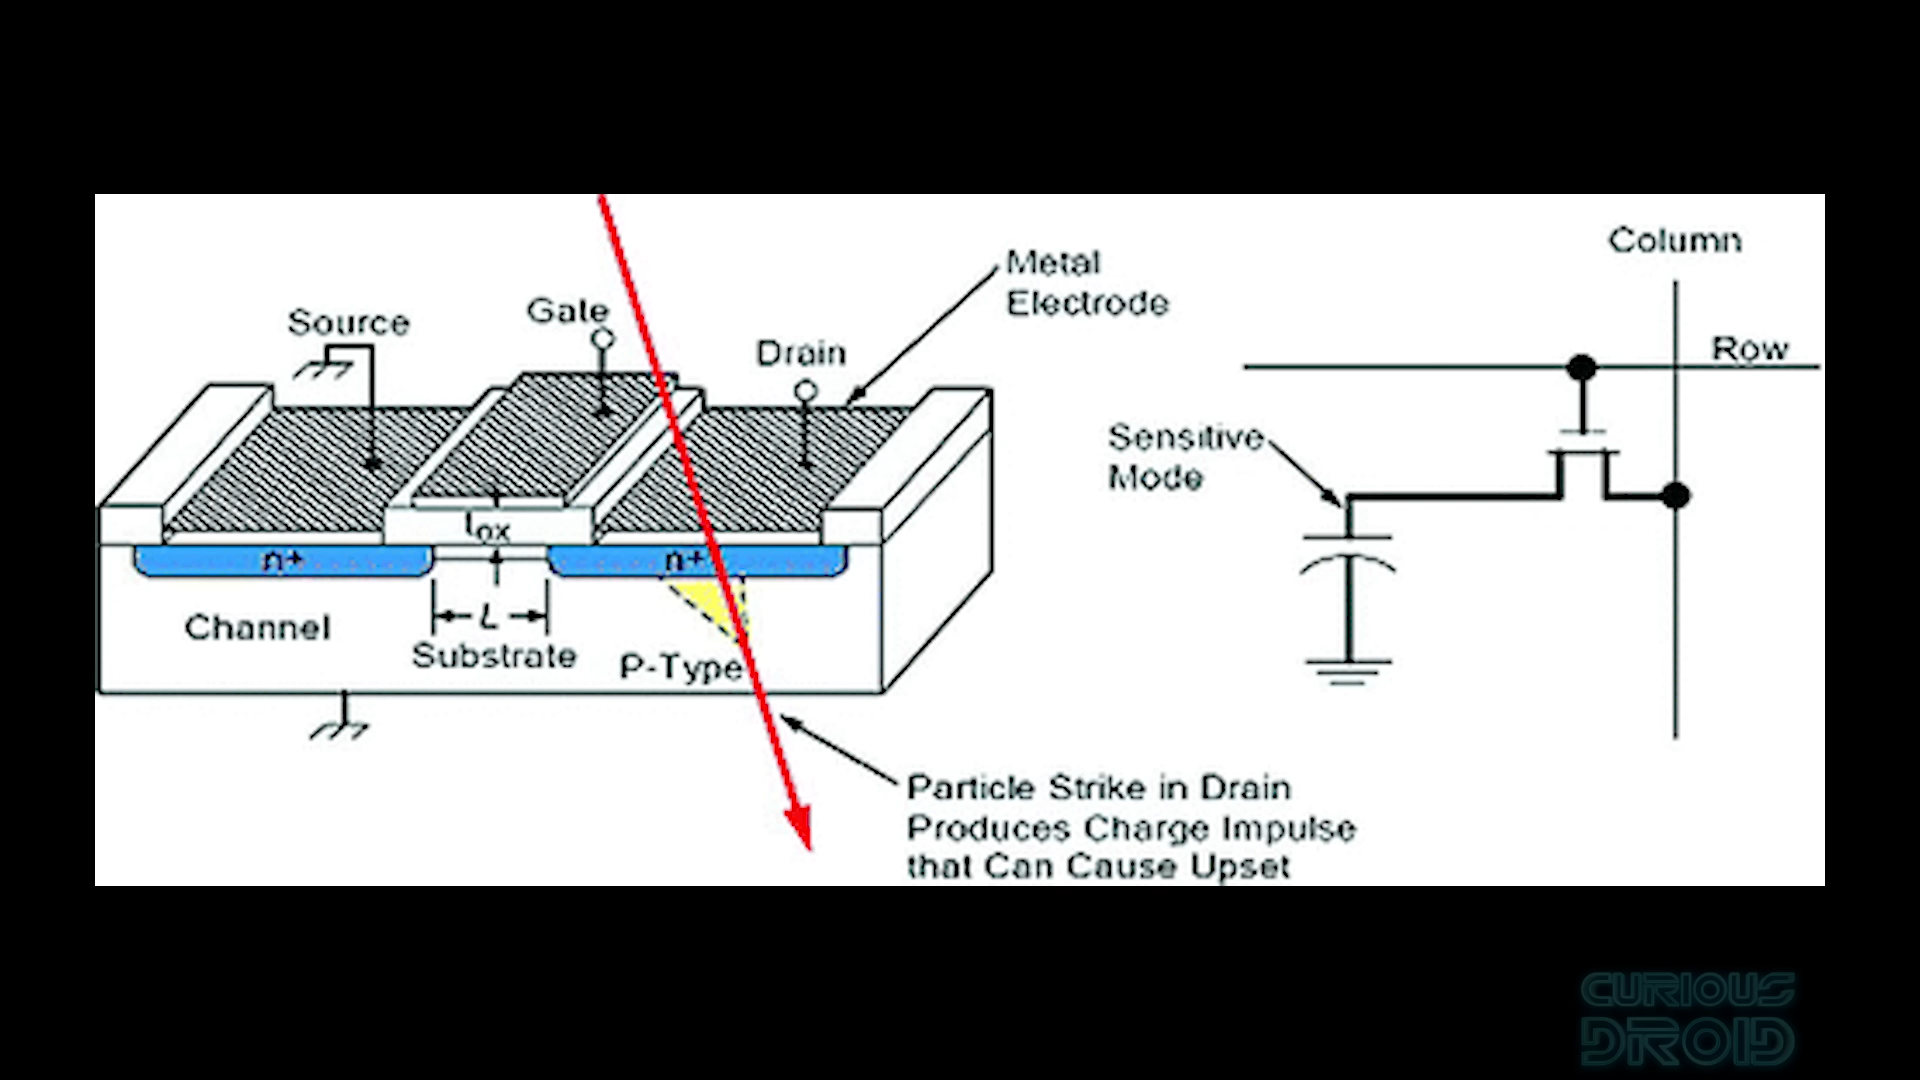 Source
Gate
Drain
Metal
Electrode
tox
n+
n+
L
Channel
Substrate
P-Type
Particle Strike in Drain
Produces Charge Impulse
that Can Cause Upset
Column
Row
Sensitive
Mode
CURIOUS
DROID